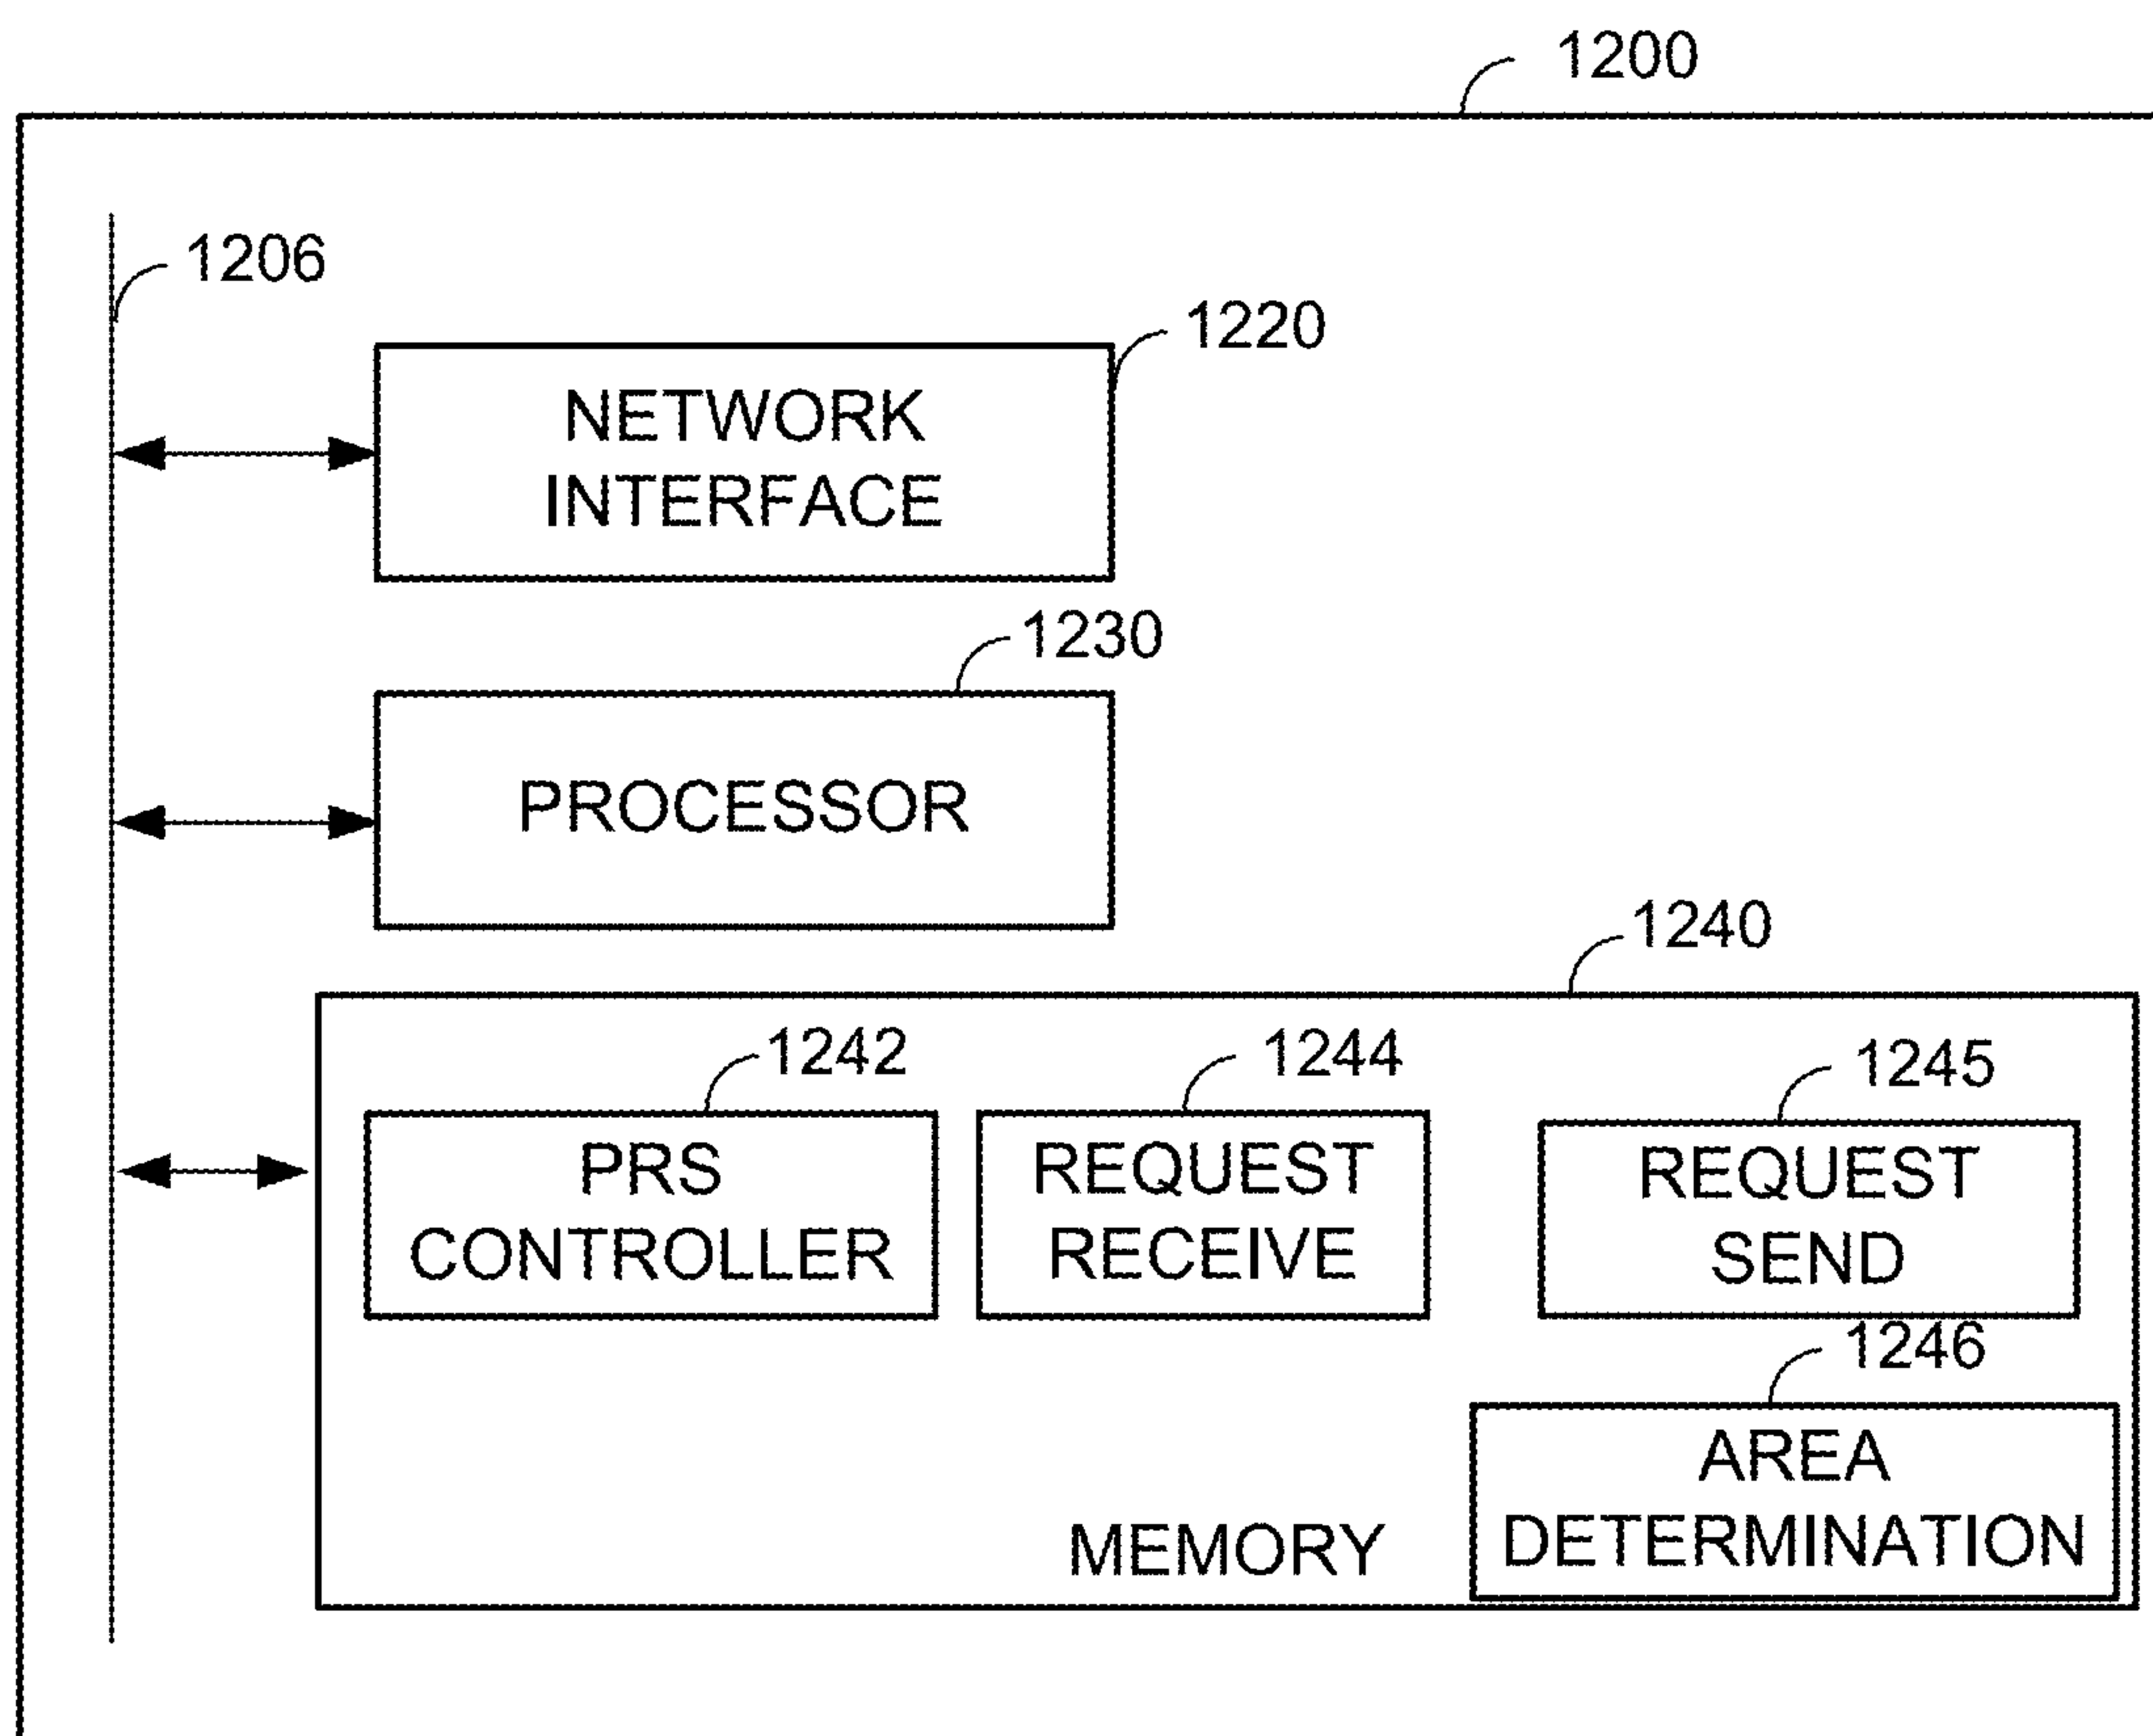 1200
1206
1220
NETWORK
INTERFACE
1230
PROCESSOR
1240
1242
1244
1245
PRS
CONTROLLER
REQUEST
RECEIVE
REQUEST
SEND
1246
AREA
DETERMINATION
MEMORY